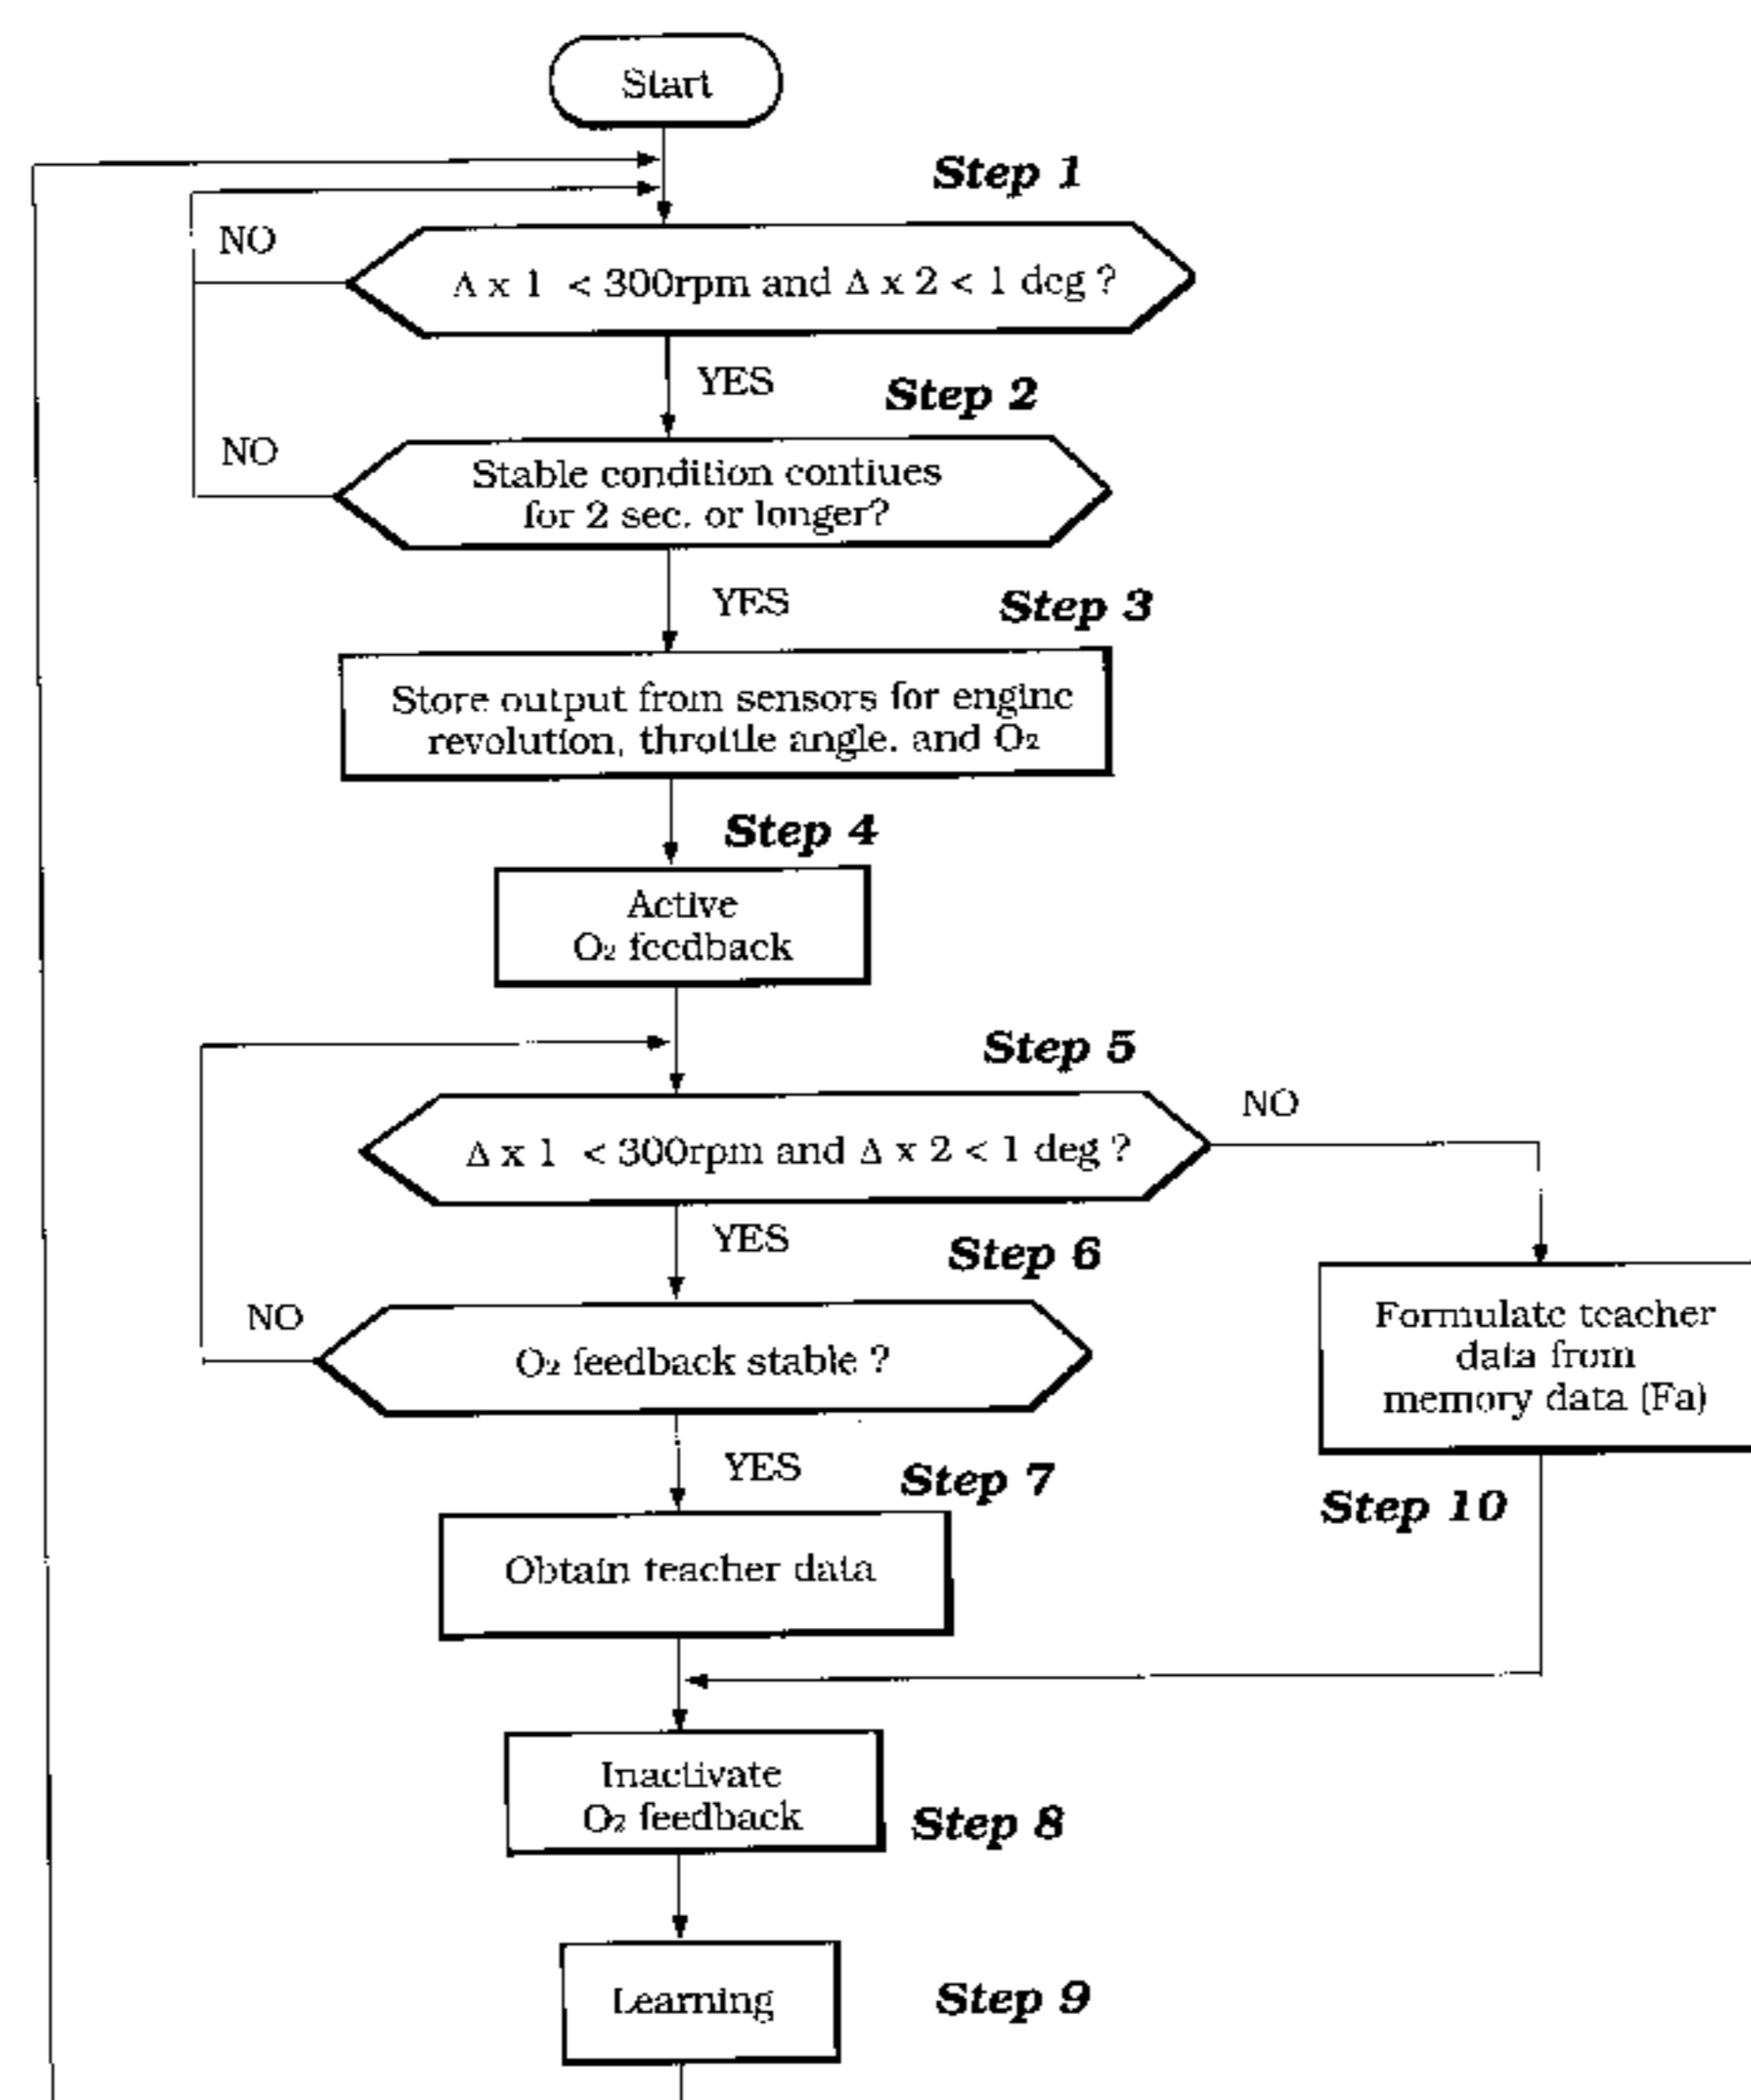 Start
Step 1
NO
Δ x 1 < 300rpm and Δ x 2 < 1 deg ?
YES
Step 2
NO
Stable condition contiues
for 2 sec. or longer?
YES
Step 3
Store output from sensors for engine
revolution, throttle angle, and O₂
Step 4
Active
O₂ feedback
Step 5
NO
Δ x 1 < 300rpm and Δ x 2 < 1 deg ?
YES
Step 6
NO
O₂ feedback stable ?
Formulate teacher
data from
memory data (Fa)
YES
Step 7
Step 10
Obtain teacher data
Inactivate
O₂ feedback
Step 8
Learning
Step 9